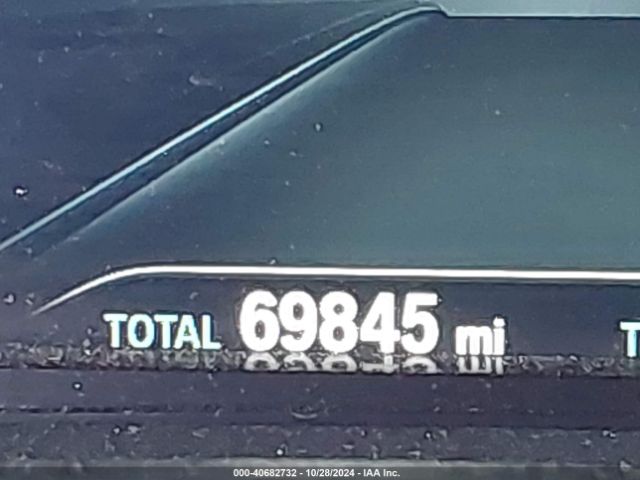 TOTAL 69845 mi T
000-40682732 - 10/28/2024 - IAA Inc.